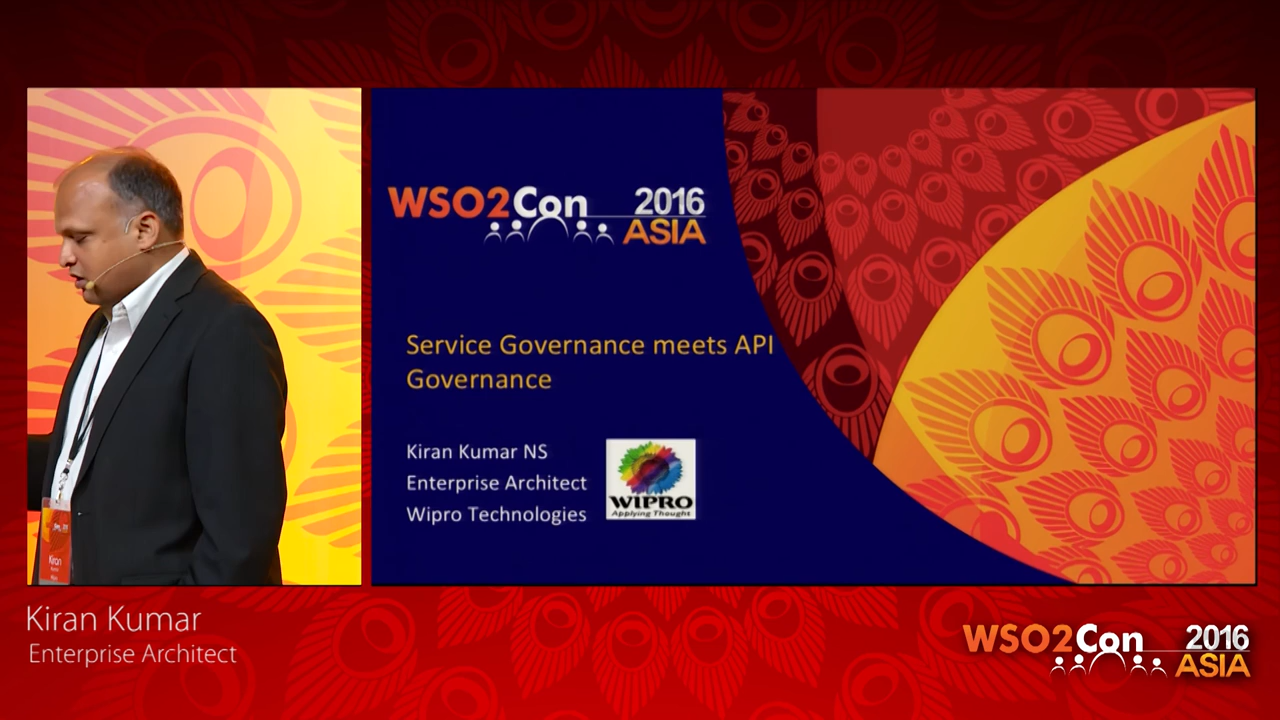 WSO2Con 2016
ASIA
Service Governance meets API
Governance
Kiran Kumar NS
Enterprise Architect
Wipro Technologies
WIPRO
Applying Thought
Kiran
Kiran Kumar
Enterprise Architect
WSO2Con 2016
ASIA